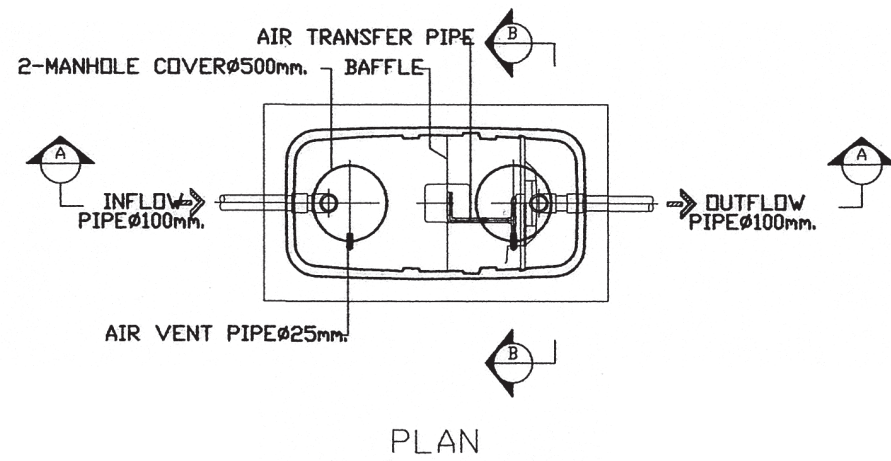 B
AIR TRANSFER PIPE
2-MANHOLE COVERØ500mm. BAFFLE
A
A
INFLOW
PIPEØ100mm.
OUTFLOW
PIPEØ100mm.
AIR VENT PIPEØ25mm.
B
PLAN